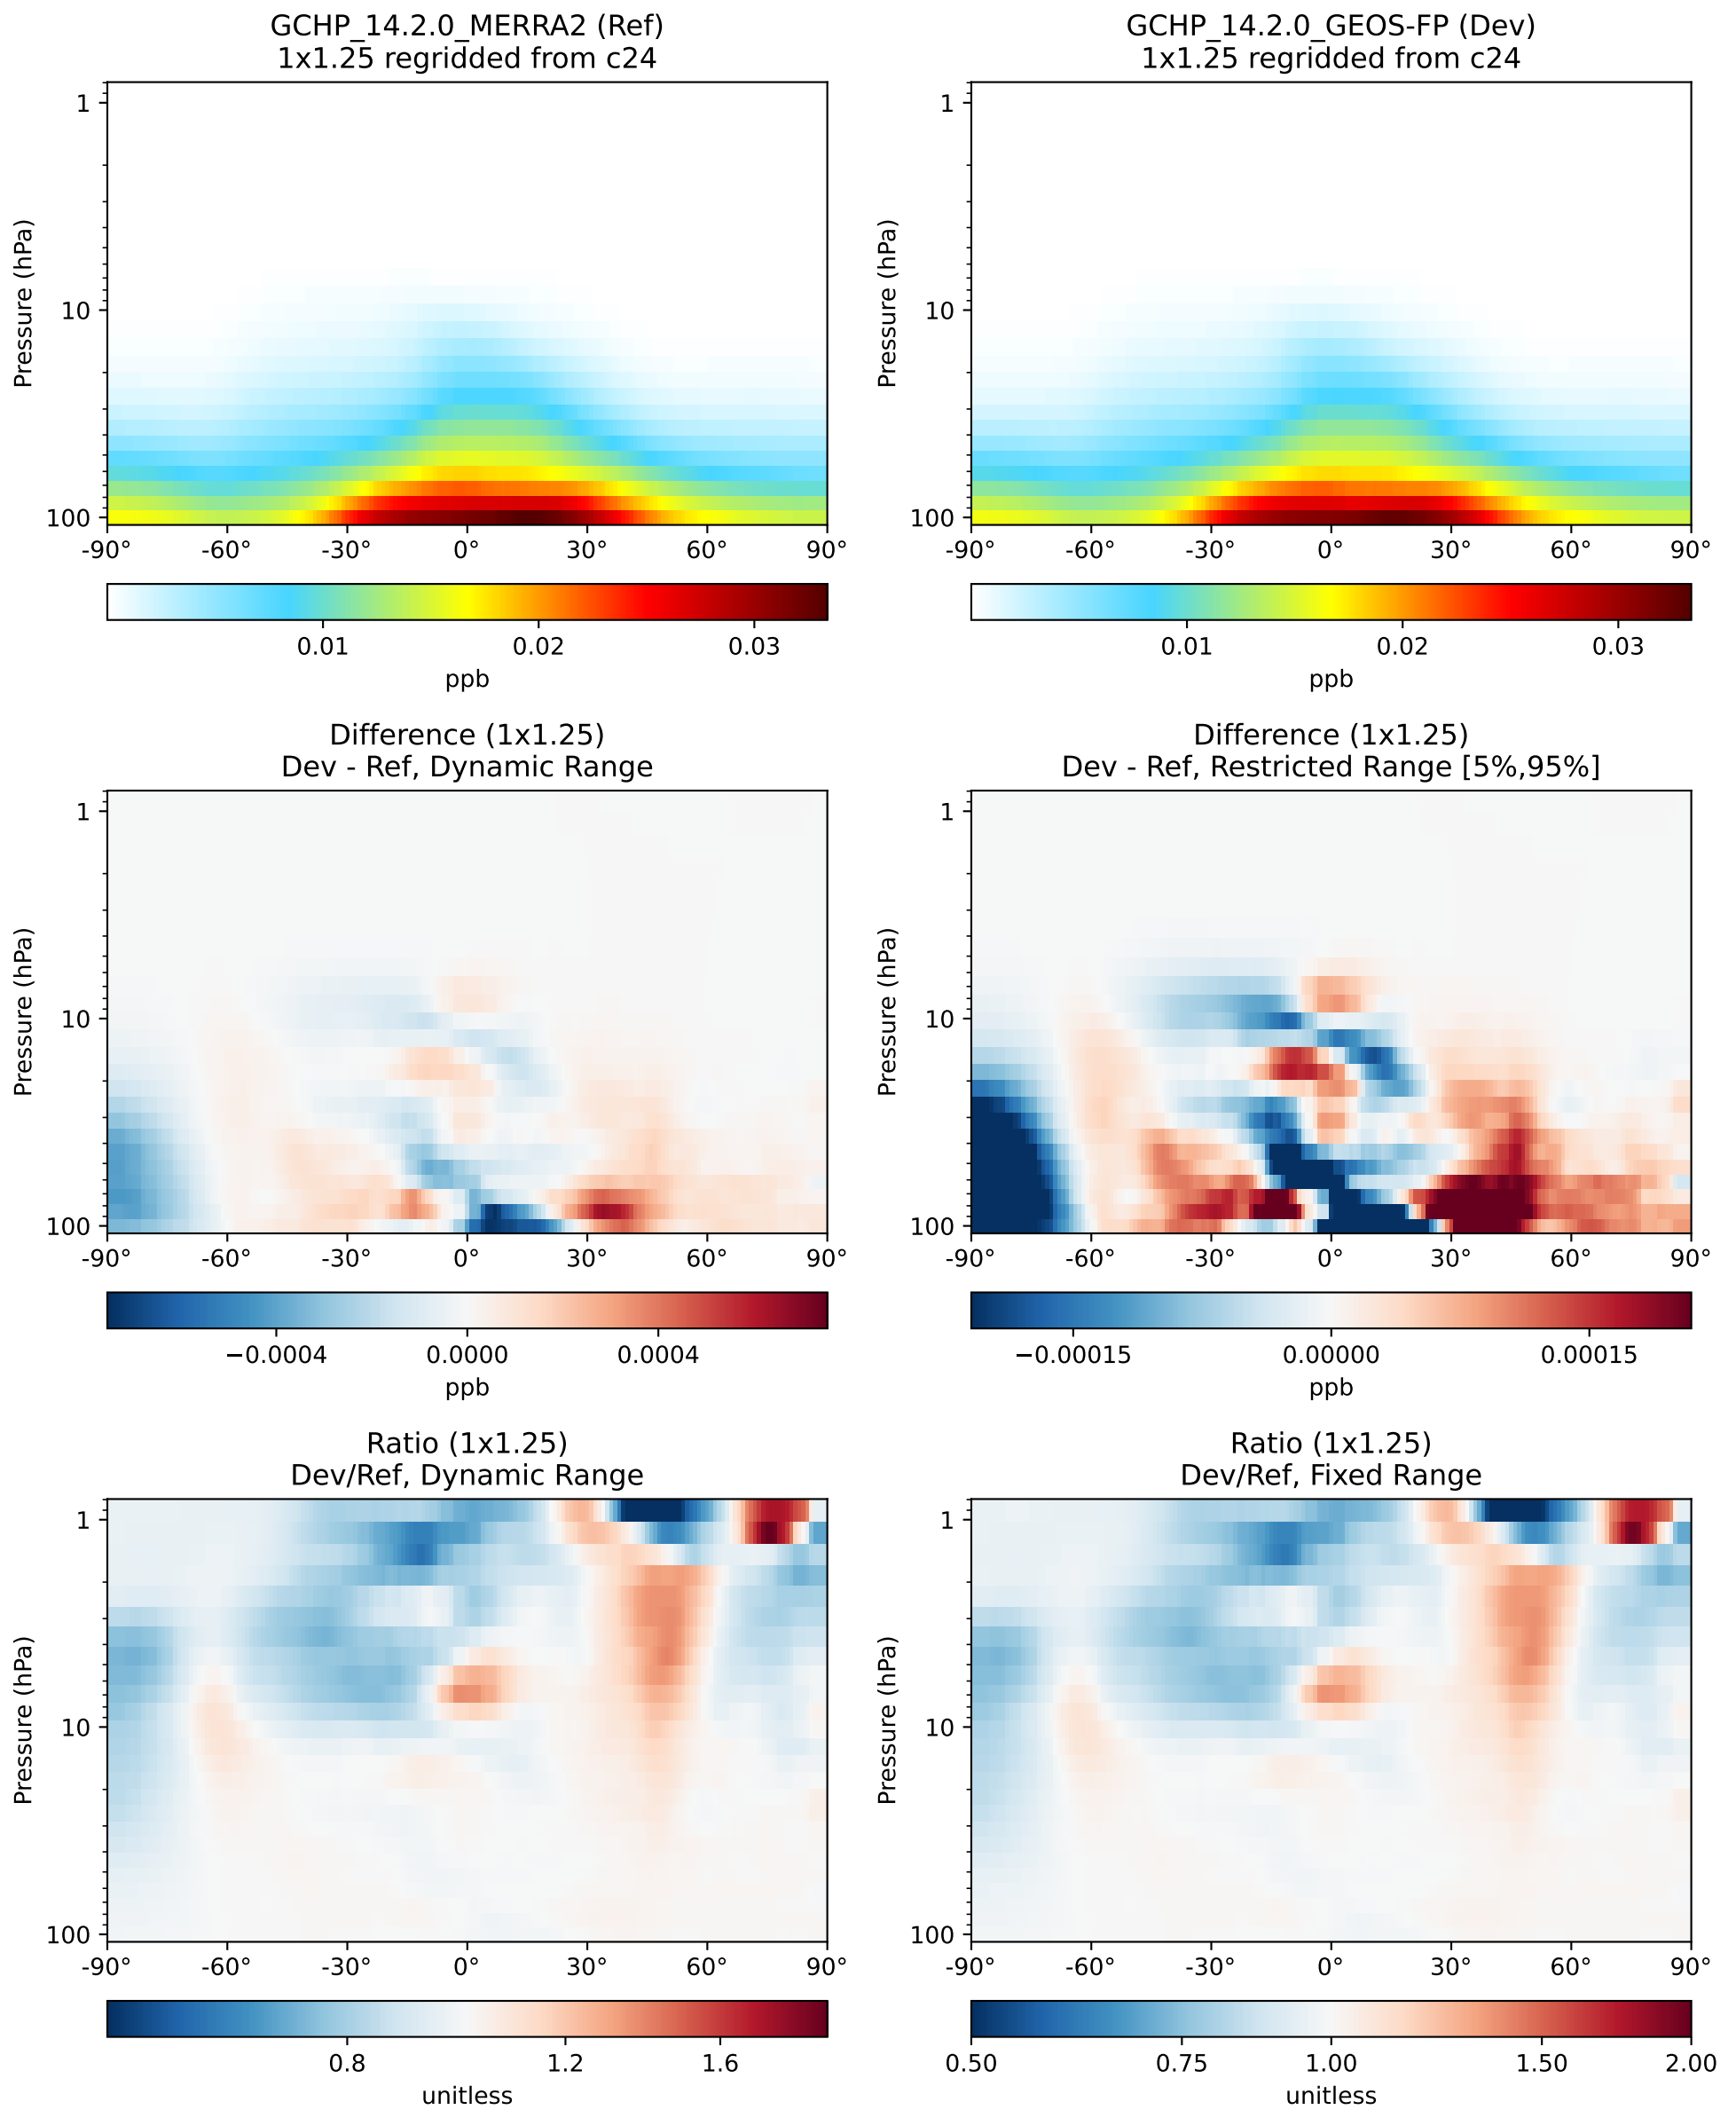 GCHP_14.2.0_MERRA2 (Ref)
1x1.25 regridded from c24
Pressure (hPa)
1
10
100
-90° -60° -30° 0° 30° 60° 90°
0.01 0.02 0.03
ppb
GCHP_14.2.0_GEOS-FP (Dev)
1x1.25 regridded from c24
Pressure (hPa)
1
10
100
-90° -60° -30° 0° 30° 60° 90°
0.01 0.02 0.03
ppb
Difference (1x1.25)
Dev - Ref, Dynamic Range
Pressure (hPa)
1
10
100
-90° -60° -30° 0° 30° 60° 90°
−0.0004 0.0000 0.0004
ppb
Difference (1x1.25)
Dev - Ref, Restricted Range [5%,95%]
Pressure (hPa)
1
10
100
-90° -60° -30° 0° 30° 60° 90°
−0.00015 0.00000 0.00015
ppb
Ratio (1x1.25)
Dev/Ref, Dynamic Range
Pressure (hPa)
1
10
100
-90° -60° -30° 0° 30° 60° 90°
0.8 1.2 1.6
unitless
Ratio (1x1.25)
Dev/Ref, Fixed Range
Pressure (hPa)
1
10
100
-90° -60° -30° 0° 30° 60° 90°
0.50 0.75 1.00 1.50 2.00
unitless